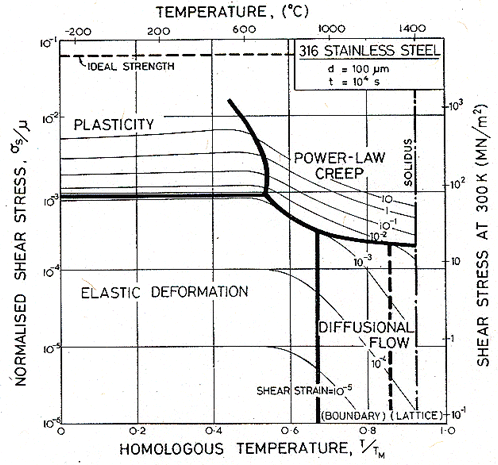 TEMPERATURE, (°C)
-200 0 200 400 600 800 1000 1200 1400
316 STAINLESS STEEL
d = 100 μm
t = 10⁴ s
IDEAL STRENGTH
PLASTICITY
POWER-LAW
CREEP
SOLIDUS
10
1
10⁻¹
10⁻²
10⁻³
ELASTIC DEFORMATION
DIFFUSIONAL
FLOW
10⁻⁴
SHEAR STRAIN=10⁻⁵
(BOUNDARY) (LATTICE)
NORMALISED SHEAR STRESS, σs/μ
10⁻¹
10⁻²
10⁻³
10⁻⁴
10⁻⁵
10⁻⁶
SHEAR STRESS AT 300 K (MN/m²)
10³
10²
10
1
10⁻¹
0 0.2 0.4 0.6 0.8 1.0
HOMOLOGOUS TEMPERATURE, T/TM